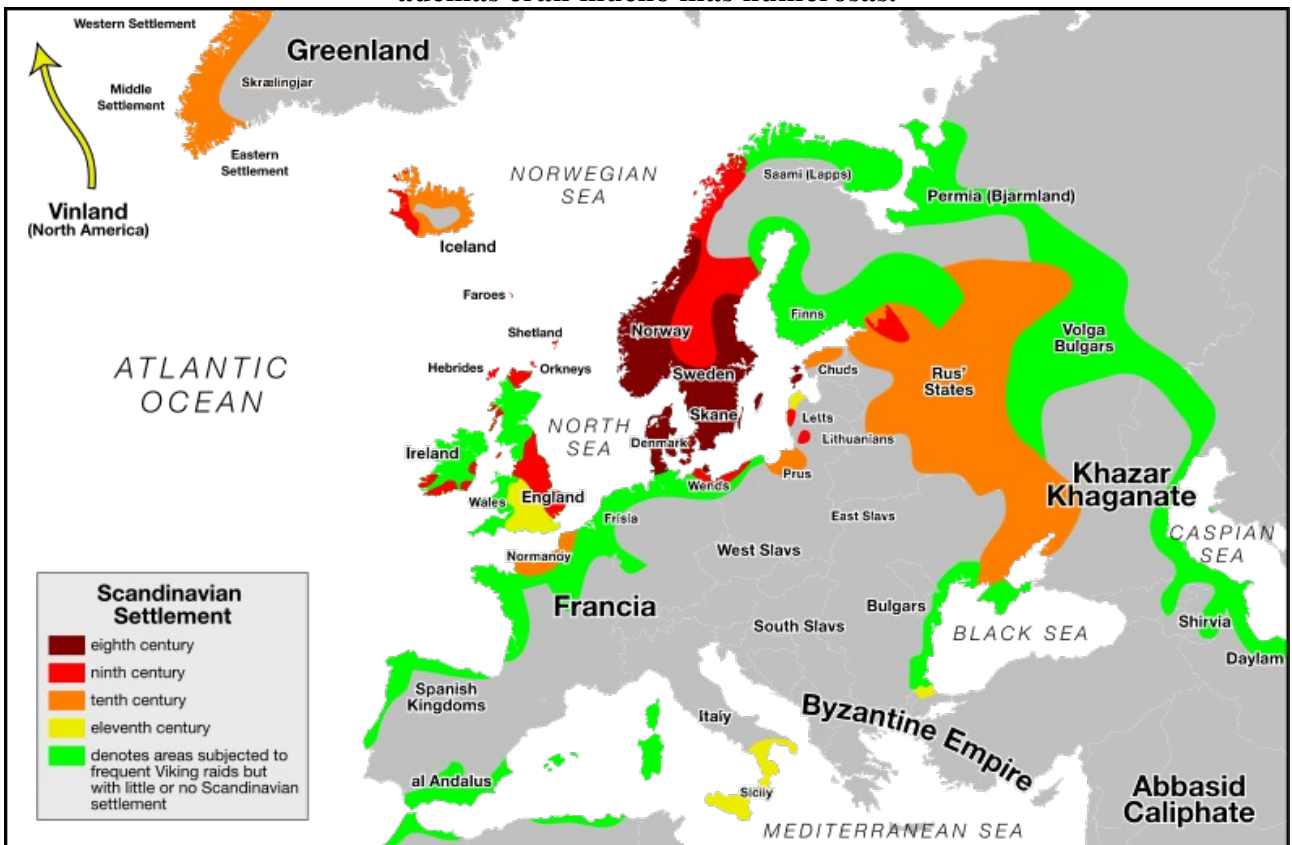 además eran mucho más numerosas.
Western Settlement
Greenland
Skrælingjar
Middle
Settlement
Eastern
Settlement
Vinland
(North America)
NORWEGIAN
SEA
Iceland
Saami (Lapps)
Permia (Bjarmland)
Faroes
Shetland
Hebrides
Orkneys
ATLANTIC
OCEAN
NORTH
SEA
Norway
Sweden
Skane
Denmark
Finns
Chuds
Letts
Lithuanians
Prus
Wends
Rus'
States
Volga
Bulgars
Ireland
Wales
England
Frisia
Normandy
Francia
West Slavs
East Slavs
South Slavs
Bulgars
Khazar
Khaganate
CASPIAN
SEA
BLACK SEA
Shirvia
Daylam
Spanish
Kingdoms
al Andalus
Italy
Sicily
Byzantine Empire
Abbasid
Caliphate
MEDITERRANEAN SEA
Scandinavian
Settlement
eighth century
ninth century
tenth century
eleventh century
denotes areas subjected to
frequent Viking raids but
with little or no Scandinavian
settlement